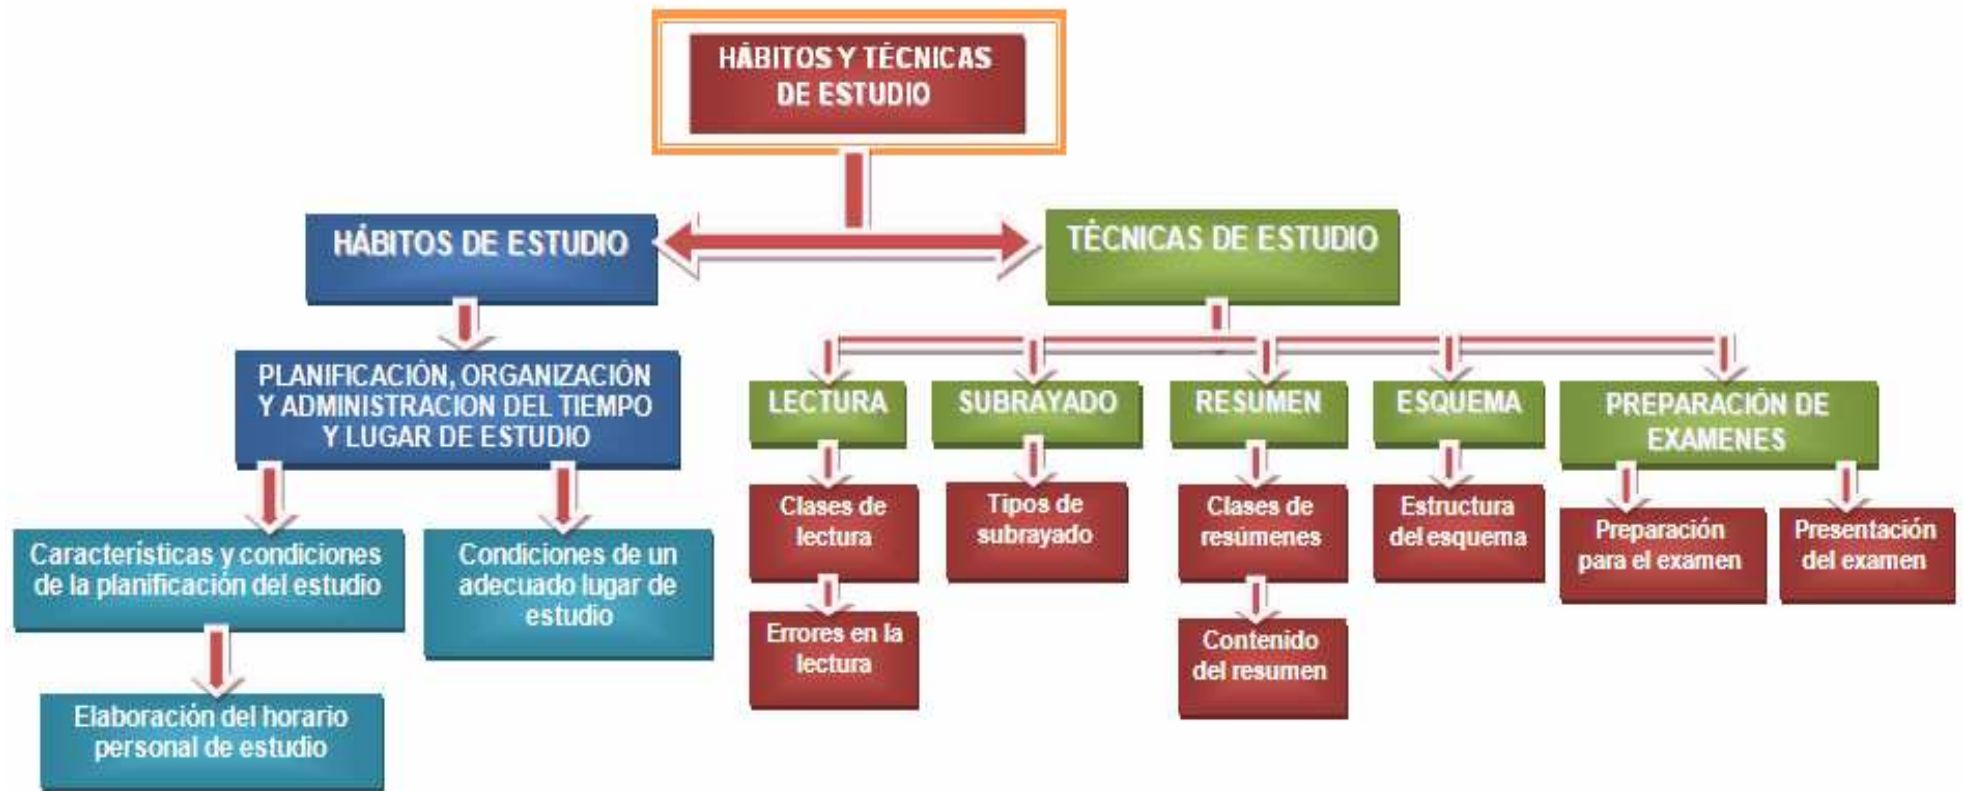 HÁBITOS Y TÉCNICAS
DE ESTUDIO
HÁBITOS DE ESTUDIO
TÉCNICAS DE ESTUDIO
PLANIFICACIÓN, ORGANIZACIÓN
Y ADMINISTRACION DEL TIEMPO
Y LUGAR DE ESTUDIO
Características y condiciones
de la planificación del estudio
Condiciones de un
adecuado lugar de
estudio
Elaboración del horario
personal de estudio
LECTURA
SUBRAYADO
RESUMEN
ESQUEMA
PREPARACIÓN DE
EXAMENES
Clases de
lectura
Errores en la
lectura
Tipos de
subrayado
Clases de
resúmenes
Contenido
del resumen
Estructura
del esquema
Preparación
para el examen
Presentación
del examen